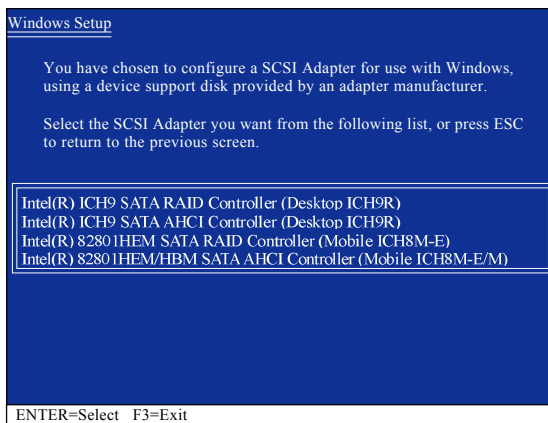 Windows Setup
You have chosen to configure a SCSI Adapter for use with Windows,
using a device support disk provided by an adapter manufacturer.
Select the SCSI Adapter you want from the following list, or press ESC
to return to the previous screen.
Intel(R) ICH9 SATA RAID Controller (Desktop ICH9R)
Intel(R) ICH9 SATA AHCI Controller (Desktop ICH9R)
Intel(R) 82801HEM SATA RAID Controller (Mobile ICH8M-E)
Intel(R) 82801HEM/HBM SATA AHCI Controller (Mobile ICH8M-E/M)
ENTER=Select F3=Exit